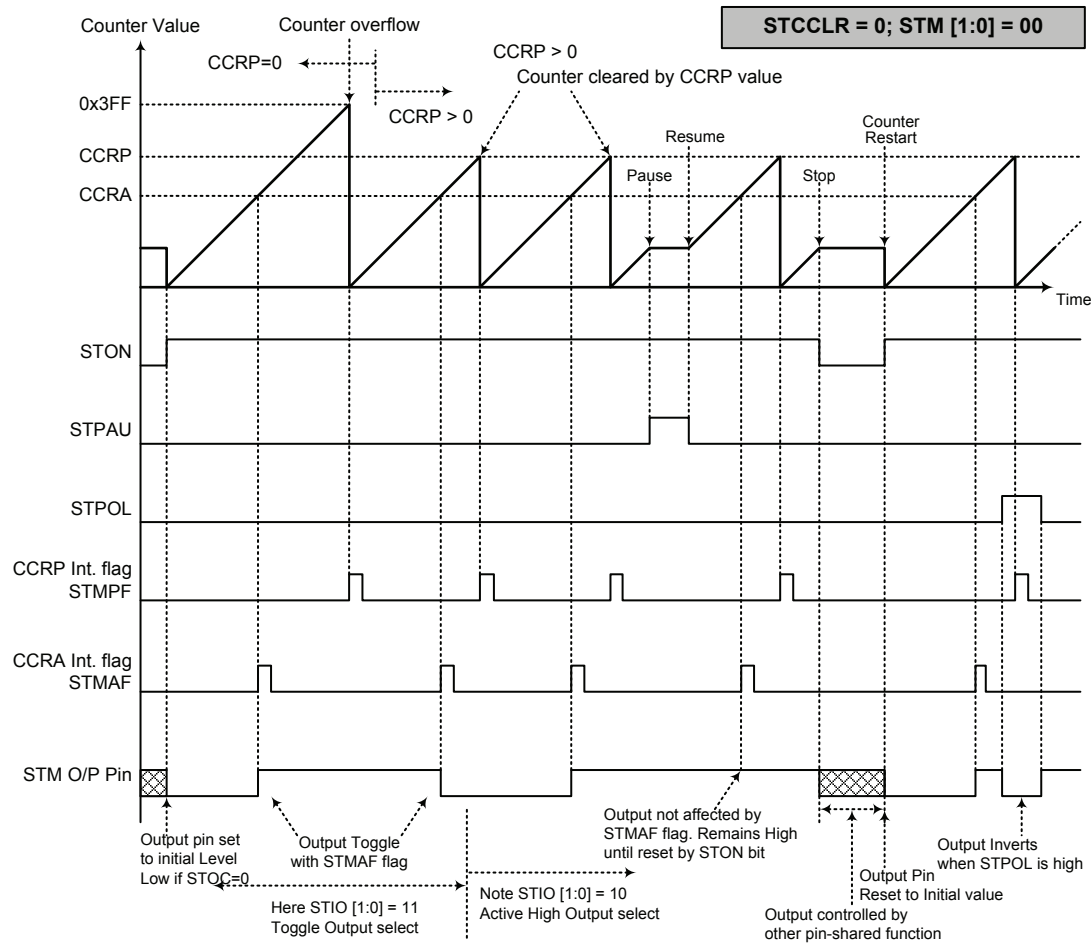 Counter Value
Counter overflow
STCCLR = 0; STM [1:0] = 00
CCRP=0
CCRP > 0
CCRP > 0
Counter cleared by CCRP value
0x3FF
CCRP
CCRA
Pause
Resume
Stop
Counter
Restart
Time
STON
STPAU
STPOL
CCRP Int. flag
STMPF
CCRA Int. flag
STMAF
STM O/P Pin
Output pin set
to initial Level
Low if STOC=0
Output Toggle
with STMAF flag
Output not affected by
STMAF flag. Remains High
until reset by STON bit
Output Inverts
when STPOL is high
Output Pin
Reset to Initial value
Here STIO [1:0] = 11
Toggle Output select
Note STIO [1:0] = 10
Active High Output select
Output controlled by
other pin-shared function